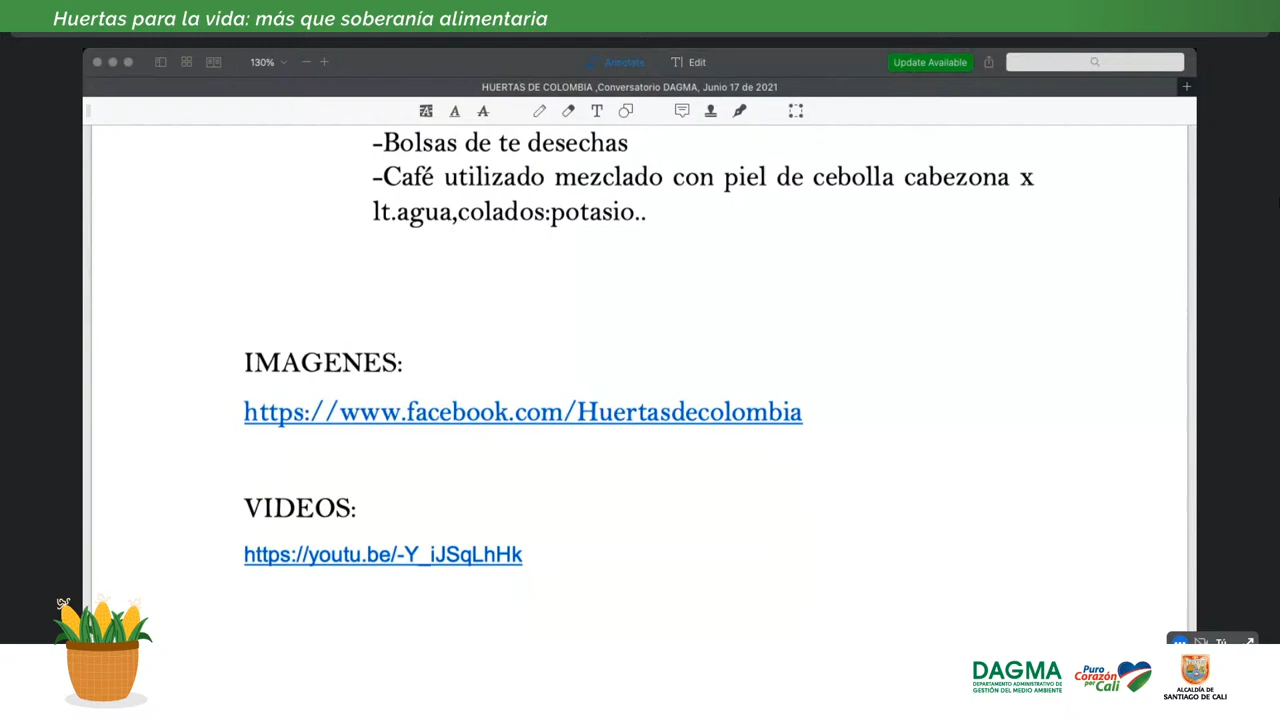 Huertas para la vida: más que soberanía alimentaria
130%
Annotate
T Edit
Update Available
HUERTAS DE COLOMBIA ,Conversatorio DAGMA, Junio 17 de 2021
-Bolsas de te desechas
-Café utilizado mezclado con piel de cebolla cabezona x
lt.agua,colados:potasio..
IMAGENES:
https://www.facebook.com/Huertasdecolombia
VIDEOS:
https://youtu.be/-Y_iJSqLhHk
Tú
DAGMA
DEPARTAMENTO ADMINISTRATIVO DE
GESTIÓN DEL MEDIO AMBIENTE
Puro
Corazón
por Cali
ALCALDÍA DE
SANTIAGO DE CALI